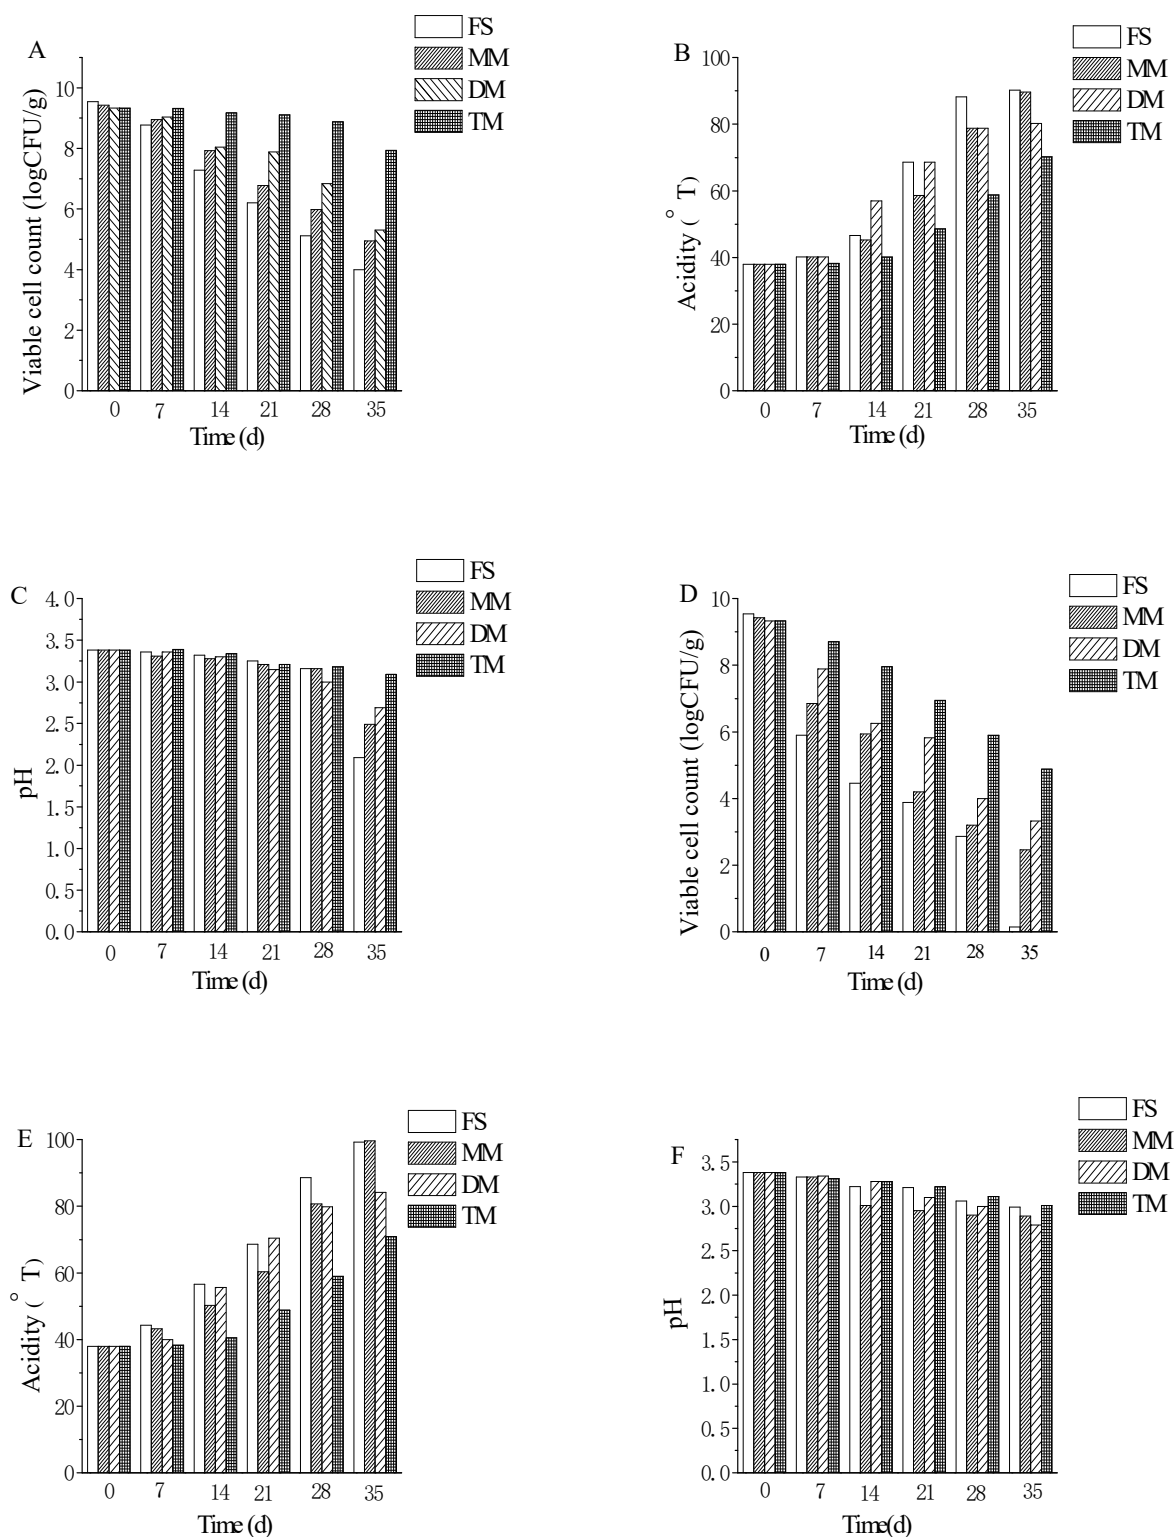 A
FS
MM
DM
TM
Viable cell count (logCFU/g)
10
8
6
4
2
0
0 7 14 21 28 35
Time (d)
B
FS
MM
DM
TM
Acidity (° T)
100
80
60
40
20
0
0 7 14 21 28 35
Time (d)
C
FS
MM
DM
TM
pH
4.0
3.5
3.0
2.5
2.0
1.5
1.0
0.5
0.0
0 7 14 21 28 35
Time (d)
D
FS
MM
DM
TM
Viable cell count (logCFU/g)
10
8
6
4
2
0
0 7 14 21 28 35
Time (d)
E
FS
MM
DM
TM
Acidity (° T)
100
80
60
40
20
0
0 7 14 21 28 35
Time (d)
F
FS
MM
DM
TM
pH
3.5
3.0
2.5
2.0
1.5
1.0
0.5
0.0
0 7 14 21 28 35
Time(d)